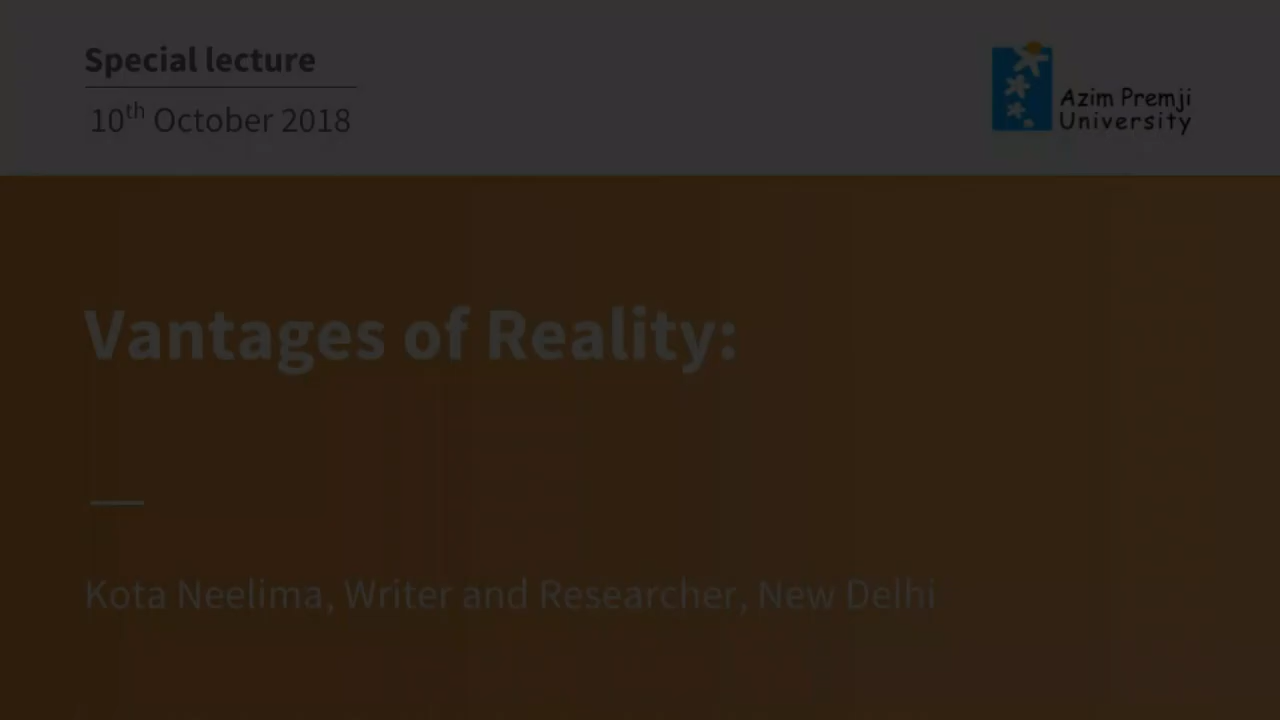 Special lecture
10th October 2018
Azim Premji
University
Vantages of Reality:
Kota Neelima, Writer and Researcher, New Delhi